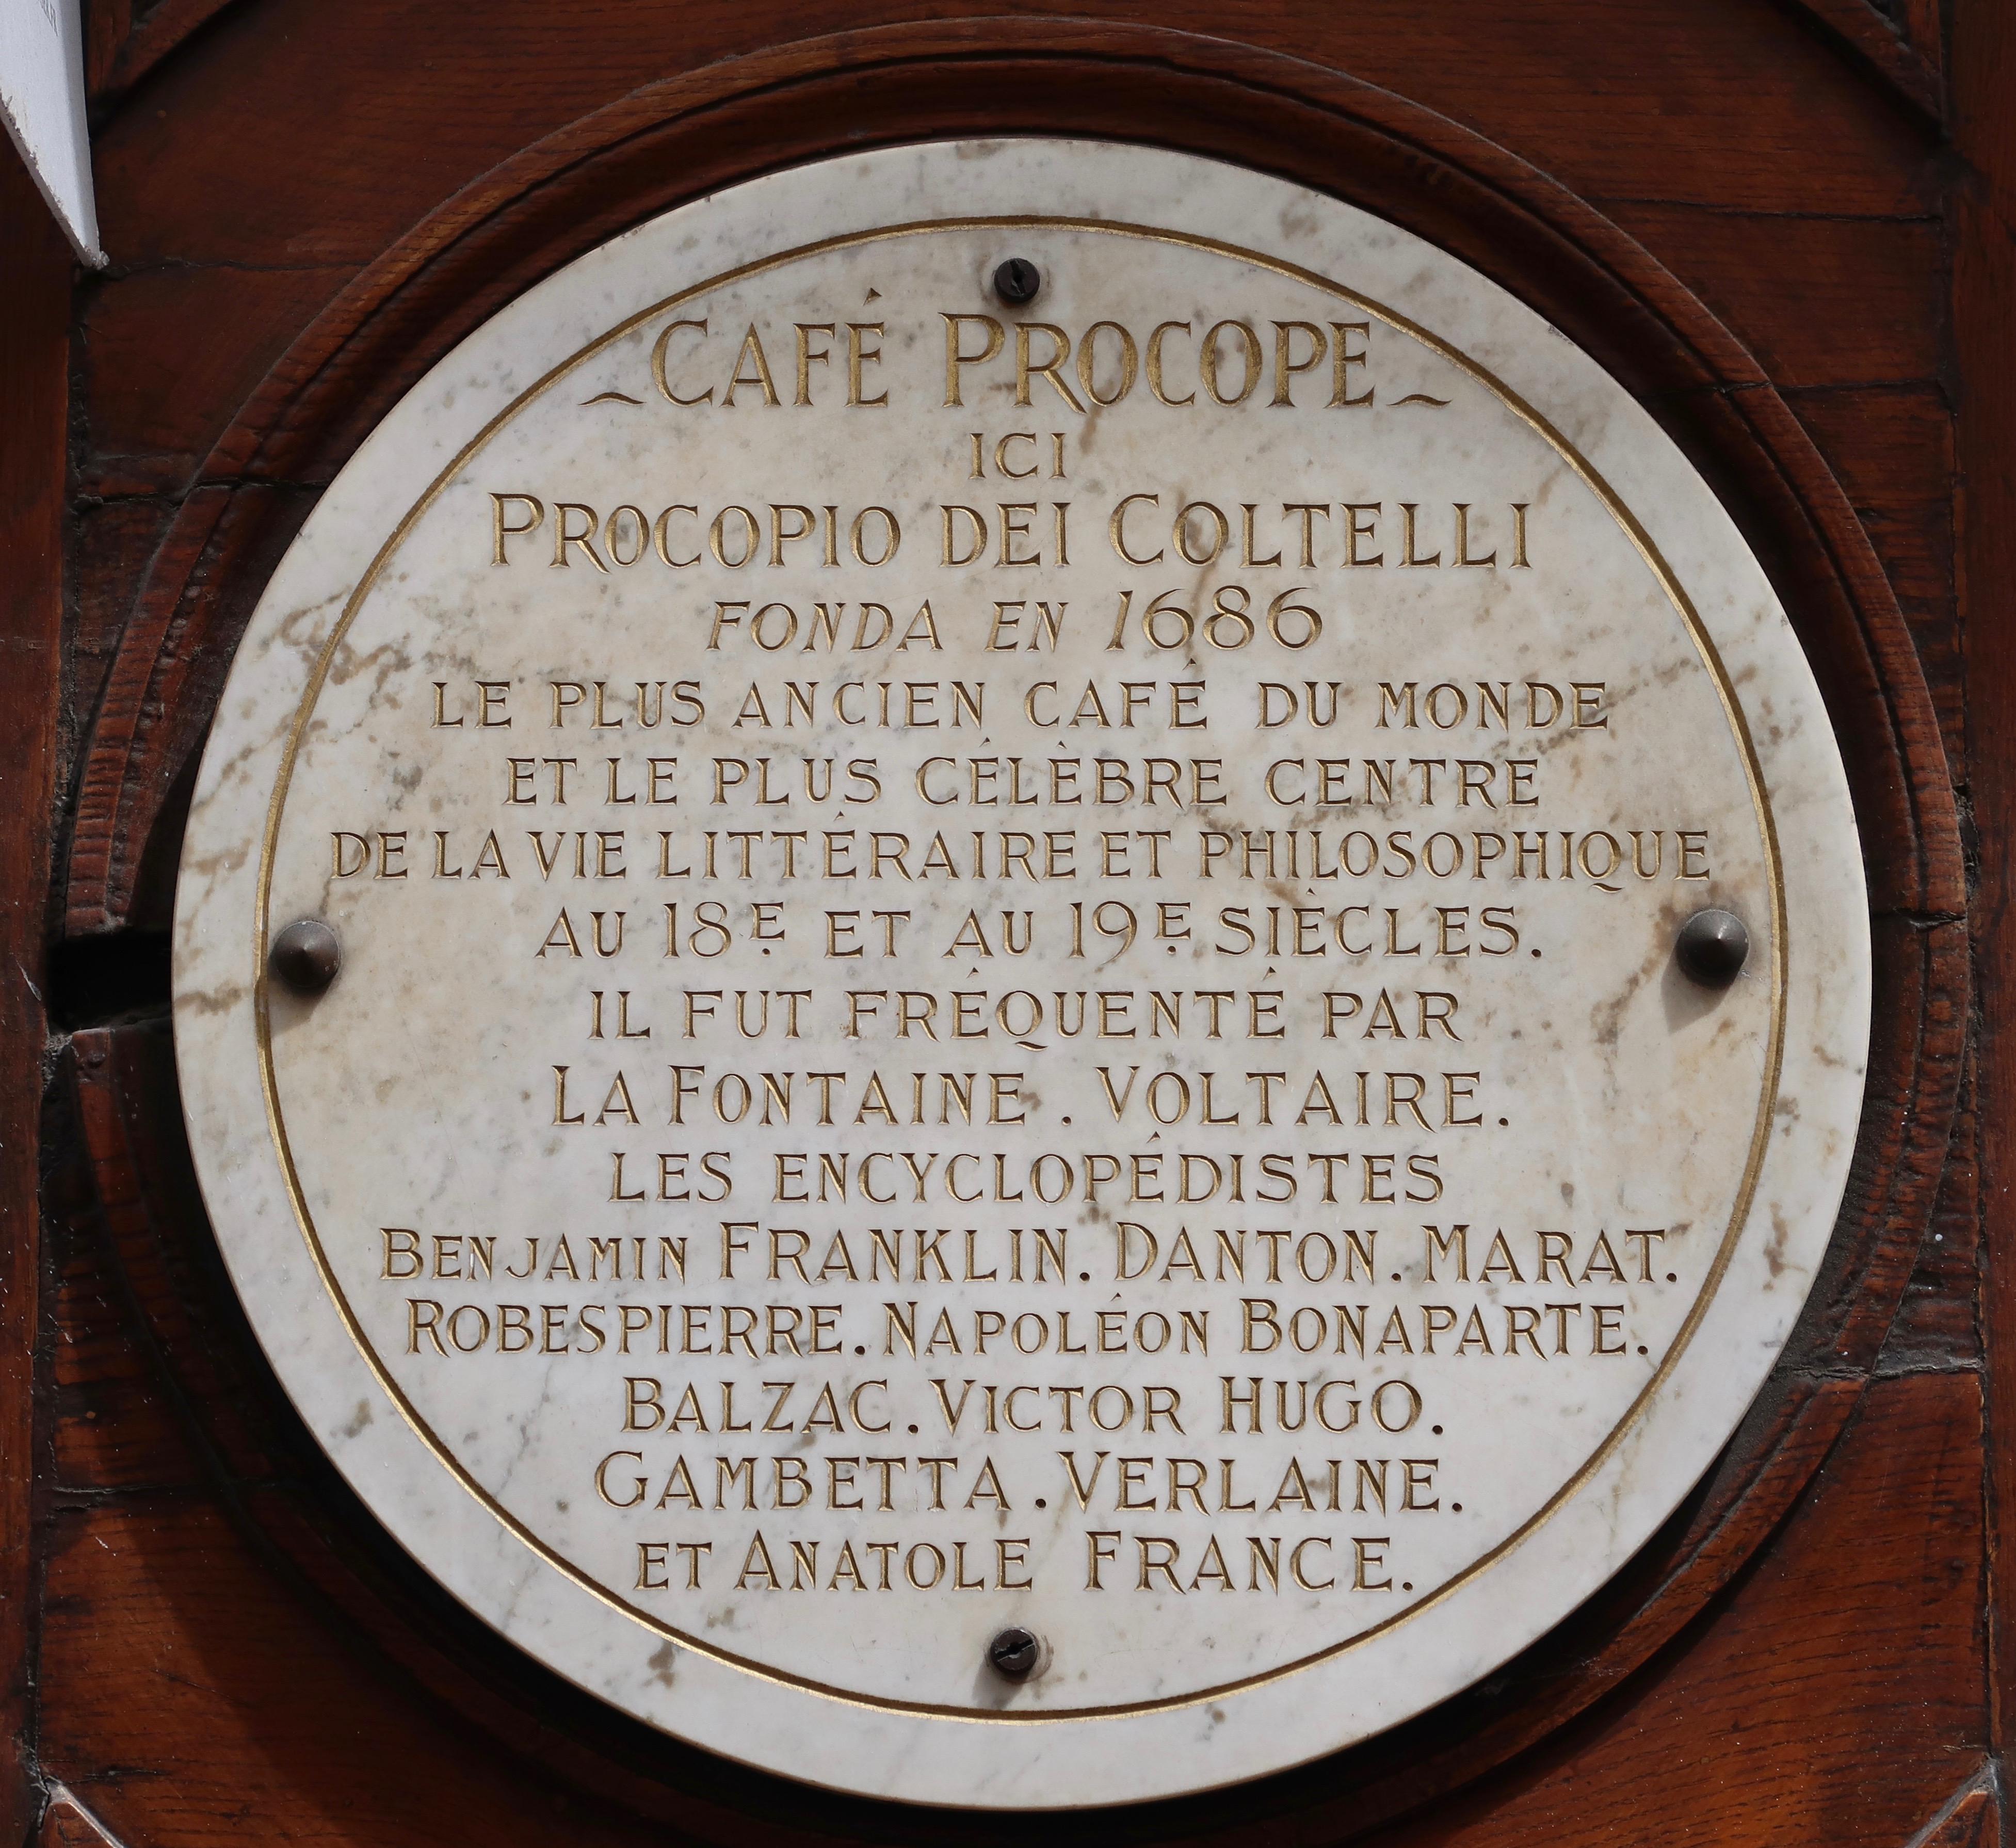 ~CAFÉ PROCOPE~
ICI
PROCOPIO DEI COLTELLI
FONDA EN 1686
LE PLUS ANCIEN CAFÉ DU MONDE
ET LE PLUS CÉLÈBRE CENTRE
DE LA VIE LITTÉRAIRE ET PHILOSOPHIQUE
AU 18E. ET AU 19E. SIÈCLES.
IL FUT FRÉQUENTÉ PAR
LA FONTAINE. VOLTAIRE.
LES ENCYCLOPÉDISTES
BENJAMIN FRANKLIN. DANTON. MARAT.
ROBESPIERRE. NAPOLÉON BONAPARTE.
BALZAC. VICTOR HUGO.
GAMBETTA. VERLAINE.
ET ANATOLE FRANCE.